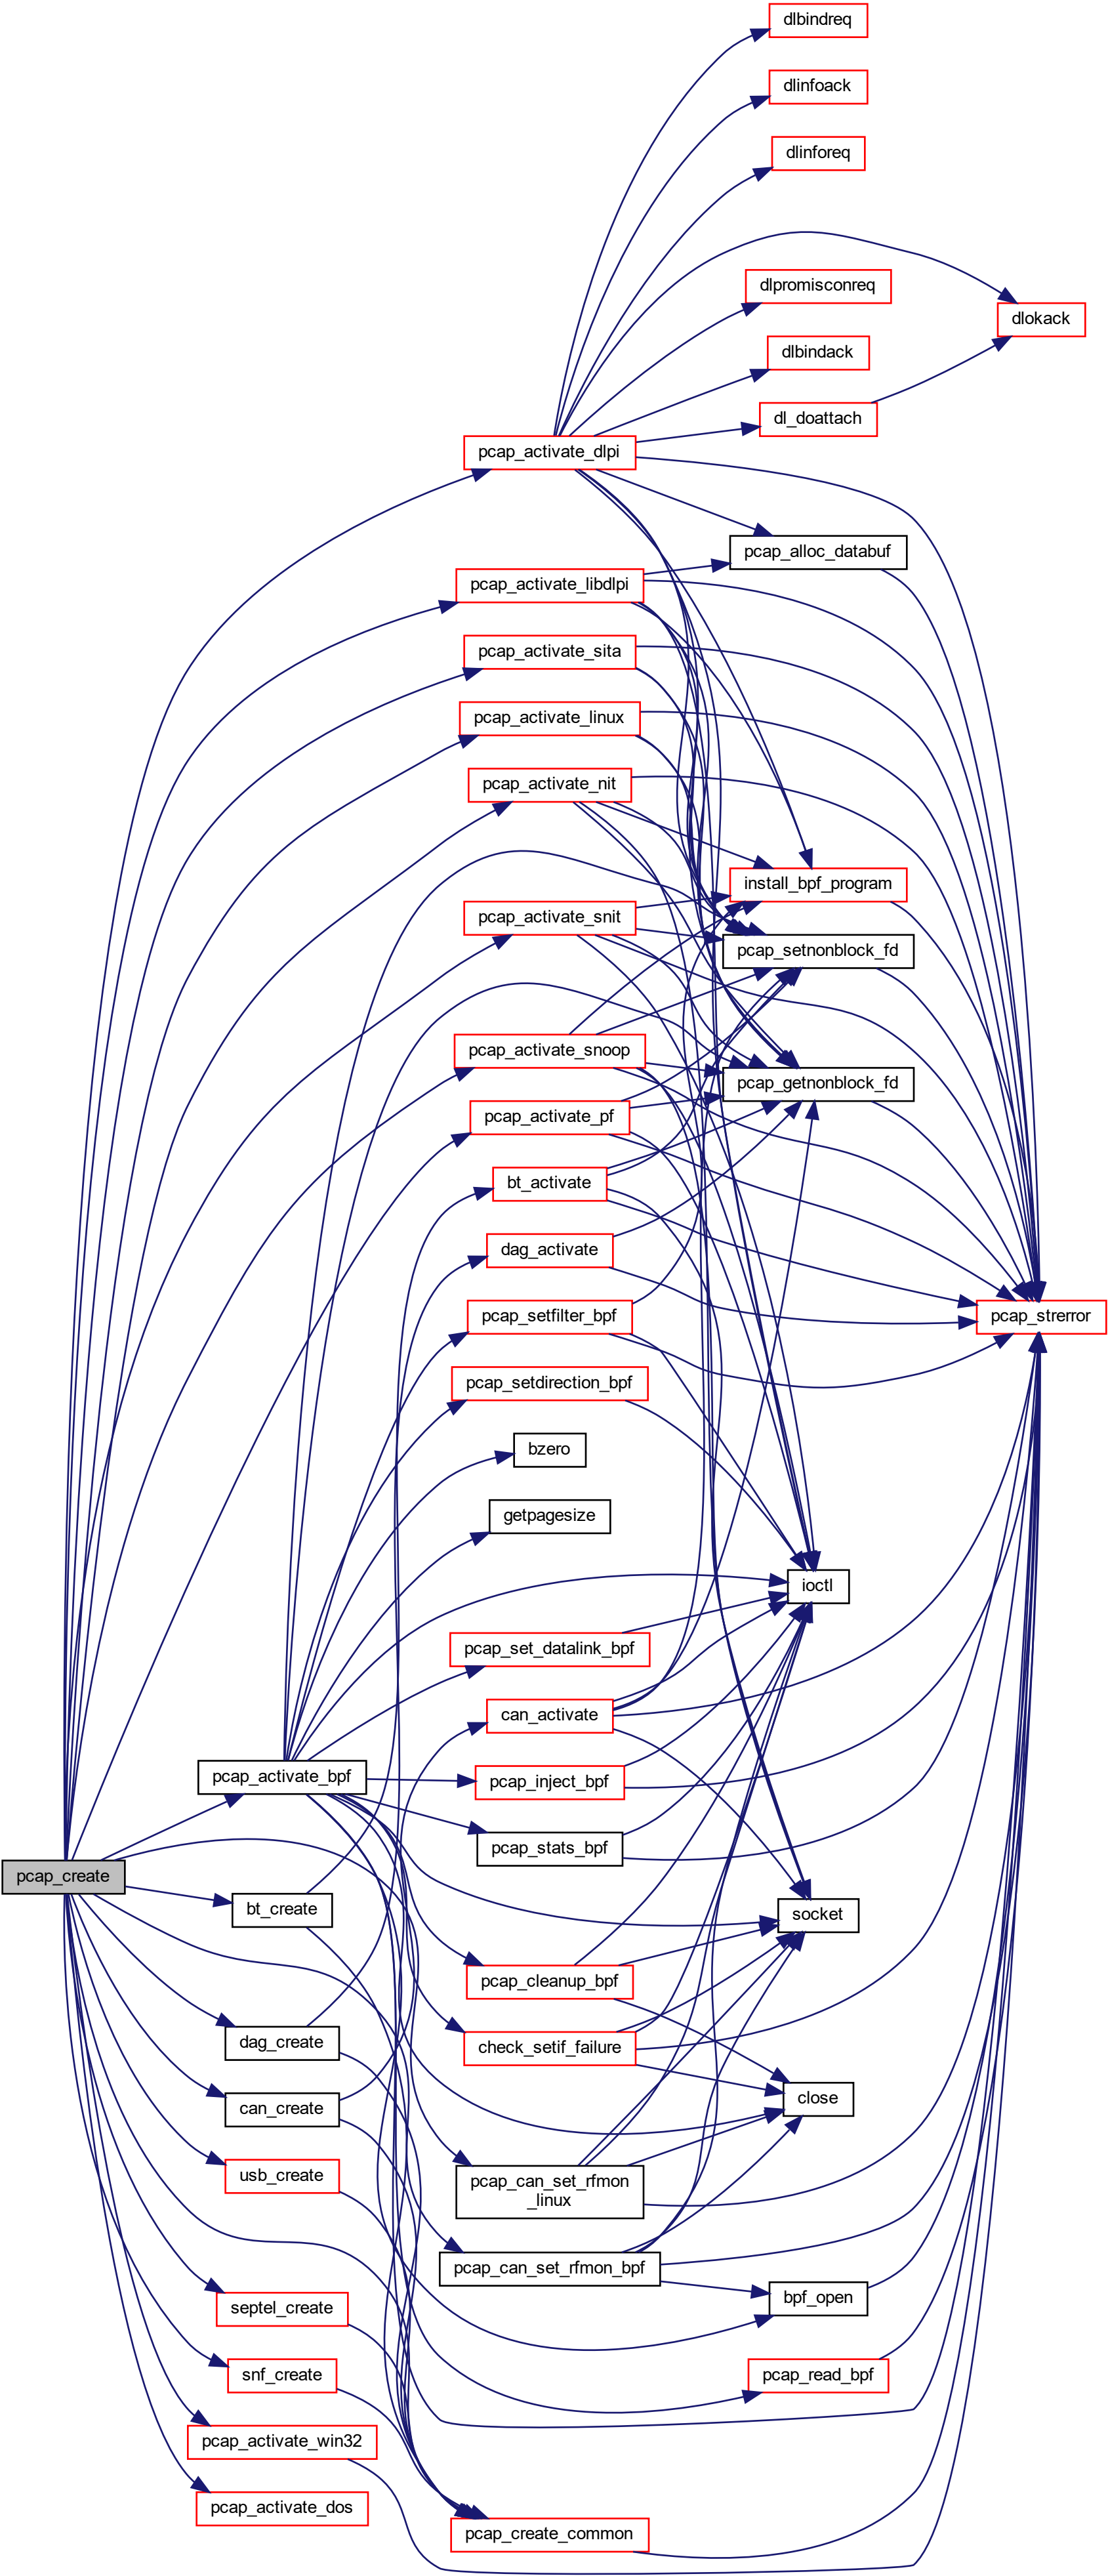 dlbindreq
dlinfoack
dlinforeq
dlpromisconreq
dlokack
dlbindack
dl_doattach
pcap_activate_dlpi
pcap_alloc_databuf
pcap_activate_libdlpi
pcap_activate_sita
pcap_activate_linux
pcap_activate_nit
install_bpf_program
pcap_activate_snit
pcap_setnonblock_fd
pcap_activate_snoop
pcap_getnonblock_fd
pcap_activate_pf
bt_activate
dag_activate
pcap_setfilter_bpf
pcap_strerror
pcap_setdirection_bpf
bzero
getpagesize
ioctl
pcap_set_datalink_bpf
can_activate
pcap_activate_bpf
pcap_inject_bpf
pcap_stats_bpf
pcap_create
bt_create
socket
pcap_cleanup_bpf
dag_create
check_setif_failure
can_create
close
usb_create
pcap_can_set_rfmon
_linux
pcap_can_set_rfmon_bpf
bpf_open
septel_create
snf_create
pcap_read_bpf
pcap_activate_win32
pcap_activate_dos
pcap_create_common